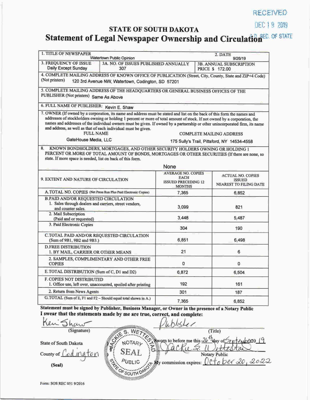 RECEIVED
DEC 19 2019
S.D. SEC. OF STATE
STATE OF SOUTH DAKOTA
Statement of Legal Newspaper Ownership and Circulation
1. TITLE OF NEWSPAPER
Watertown Public Opinion
2. DATE
9/26/19
3. FREQUENCY OF ISSUE
Daily Except Sunday
3A. NO. OF ISSUES PUBLISHED ANNUALLY
307
3B. ANNUAL SUBSCRIPTION
PRICE $ 172.00
4. COMPLETE MAILING ADDRESS OF KNOWN OFFICE OF PUBLICATION (Street, City, County, State and ZIP+4 Code)
(Not printers) 120 3rd Avenue NW, Watertown, Codington, SD 57201
5. COMPLETE MAILING ADDRESS OF THE HEADQUARTERS OR GENERAL BUSINESS OFFICES OF THE
PUBLISHER (Not printer) Same As Above
6. FULL NAME OF PUBLISHER: Kevin E. Shaw
7. OWNER (If owned by a corporation, its name and address must be stated and list on the back of this form the names and
addresses of stockholders owning or holding 1 percent or more of total amount of stock. If not owned by a corporation, the
names and addresses of the individual owners must be given. If owned by a partnership or other unincorporated firm, its name
and address, as well as that of each individual must be given.
FULL NAME COMPLETE MAILING ADDRESS
GateHouse Media, LLC 175 Sully's Trail, Pittsford, NY 14534-4558
8. KNOWN BONDHOLDERS, MORTGAGES, AND OTHER SECURITY HOLDERS OWNING OR HOLDING 1
PERCENT OR MORE OF TOTAL AMOUNT OF BONDS, MORTGAGES OR OTHER SECURITIES (If there are none, so
state. If more space is needed, list on back of this form.
None
9. EXTENT AND NATURE OF CIRCULATION
AVERAGE NO. COPIES
EACH
ISSUED PRECEDING 12
MONTHS
ACTUAL NO. COPIES
ISSUED
NEAREST TO FILING DATE
A. TOTAL NO. COPIES (Net Press Run Plus Paid Electronic Copies) 7,365 6,852
B. PAID AND/OR REQUESTED CIRCULATION
1. Sales through dealers and carriers, street vendors,
and counter sales. 3,099 821
2. Mail Subscription
(Paid and or requested) 3,448 5,487
3. Paid Electronic Copies 304 190
C. TOTAL PAID AND/OR REQUESTED CIRCULATION
(Sum of 9B1, 9B2 and 9B3.) 6,851 6,498
D. FREE DISTRIBUTION
1. BY MAIL, CARRIER OR OTHER MEANS 21 6
2. SAMPLES, COMPLIMENTARY AND OTHER FREE
COPIES 0 0
E. TOTAL DISTRIBUTION (Sum of C, D1 and D2) 6,872 6,504
F. COPIES NOT DISTRIBUTED
1. Office use, left over, unaccounted, spoiled after printing 192 161
2. Return from News Agents 301 187
G. TOTAL (Sum of E, F1 and F2 – Should equal total shown in A.) 7,365 6,852
Statement must be signed by Publisher, Business Manager, or Owner in the presence of a Notary Public
I swear that the statements made by me are true, correct, and complete:
Publisher
(Signature) (Title)
State of South Dakota
County of Codington
(Seal)
NOTARY
SEAL
PUBLIC
SOUTH DAKOTA
Sworn to before me this day of September, 19
Jackie S. Wettestad
Notary Public
My commission expires: October 20, 2022